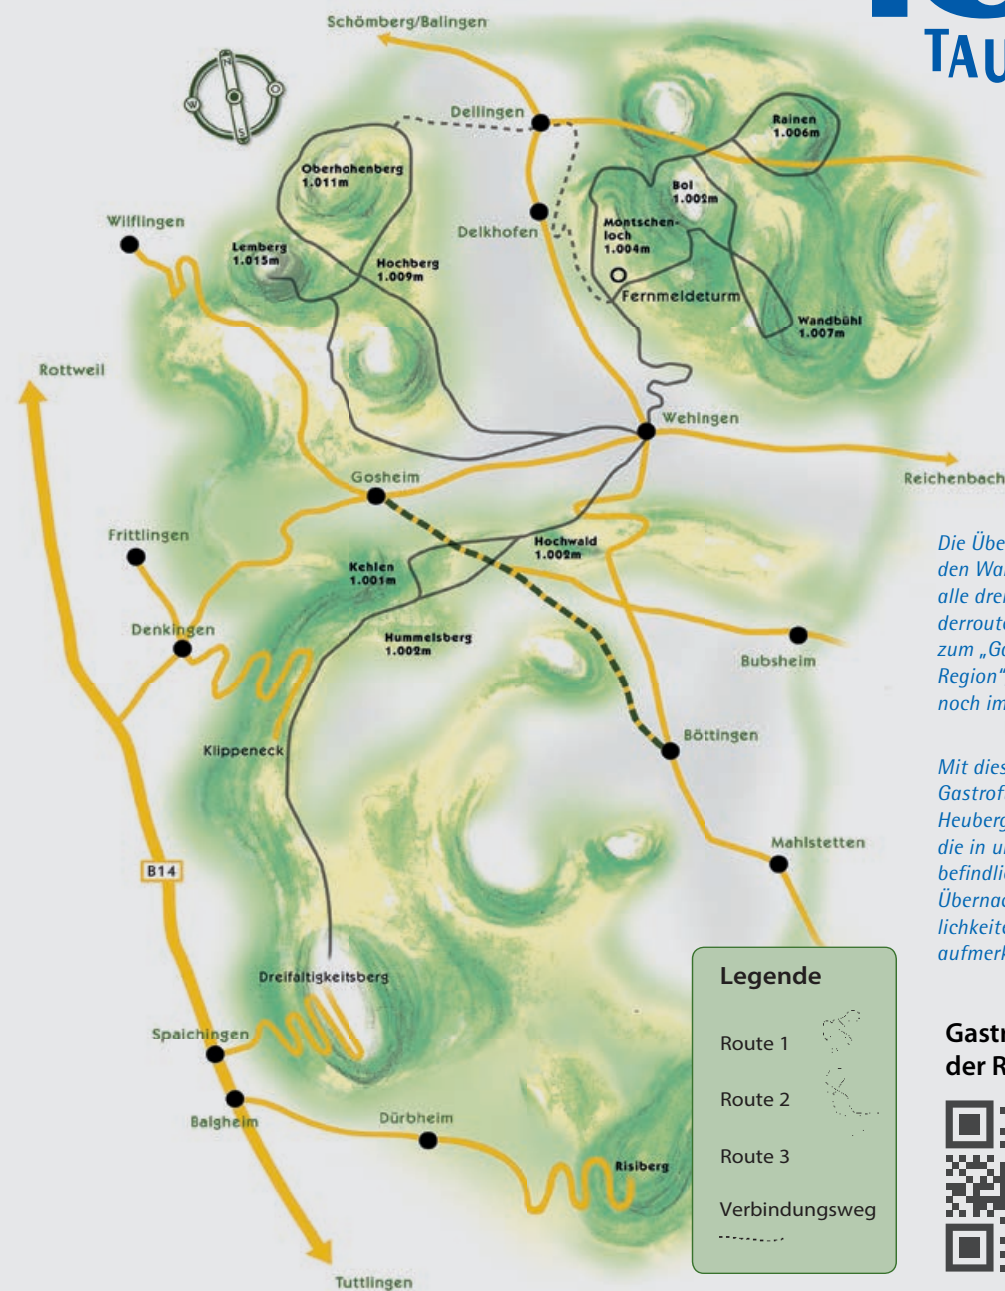 TAU
Schömberg/Balingen
N
O
W
S
Dellingen
Rainen
1.006m
Oberhohenberg
1.011m
Bol
1.002m
Wilflingen
Delkhofen
Montschen-
loch
1.004m
Lemberg
1.015m
Hochberg
1.009m
Fernmeldeturm
Wandbühl
1.007m
Rottweil
Wehingen
Gosheim
Reichenbach
Frittlingen
Hochwald
1.002m
Kehlen
1.001m
Denkingen
Hummelsberg
1.002m
Bubsheim
Klippeneck
Böttingen
Mahlstetten
B14
Dreifaltigkeitsberg
Spaichingen
Balgheim
Dürbheim
Risiberg
Tuttlingen
Legende
Route 1
Route 2
Route 3
Verbindungsweg
Die Übe
den Wa
alle drei
derrout
zum „Ga
Region"
noch im
Mit dies
Gastrof
Heuberg
die in u
befindlic
Überna
lichkeite
aufmerk
Gastr
der R